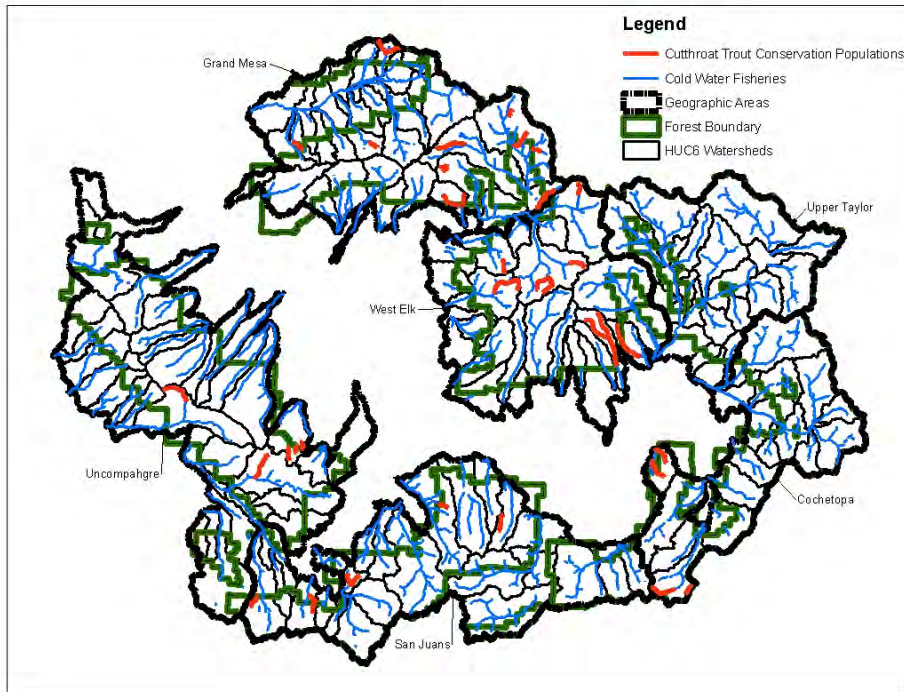 Legend
Cutthroat Trout Conservation Populations
Cold Water Fisheries
Geographic Areas
Forest Boundary
HUC6 Watersheds
Grand Mesa
Upper Taylor
West Elk
Uncompahgre
Cochetopa
San Juans